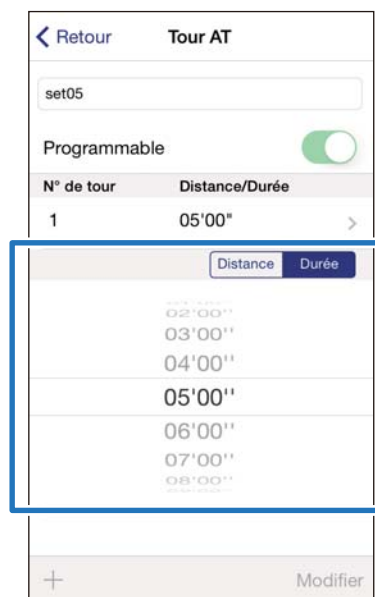 Retour Tour AT
set05
Programmable
N° de tour Distance/Durée
1 05'00"
Distance Durée
02'00''
03'00''
04'00''
05'00''
06'00''
07'00''
08'00''
+ Modifier